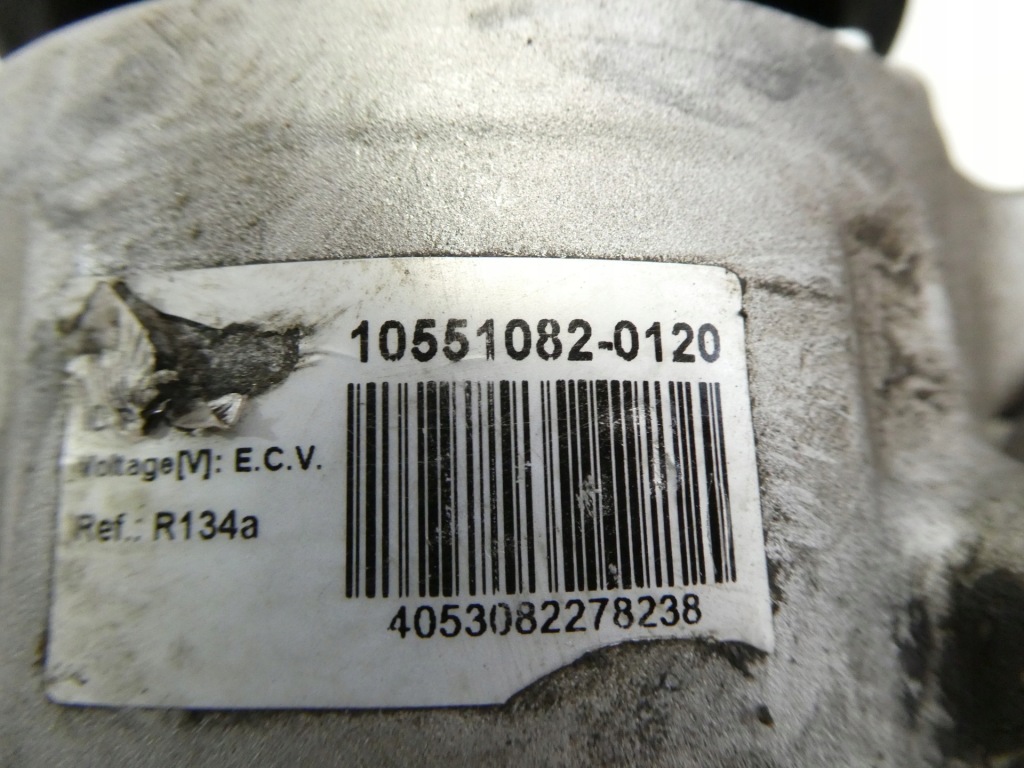 10551082-0120
Voltage[V]: E.C.V.
Ref.: R134a
4053082278238